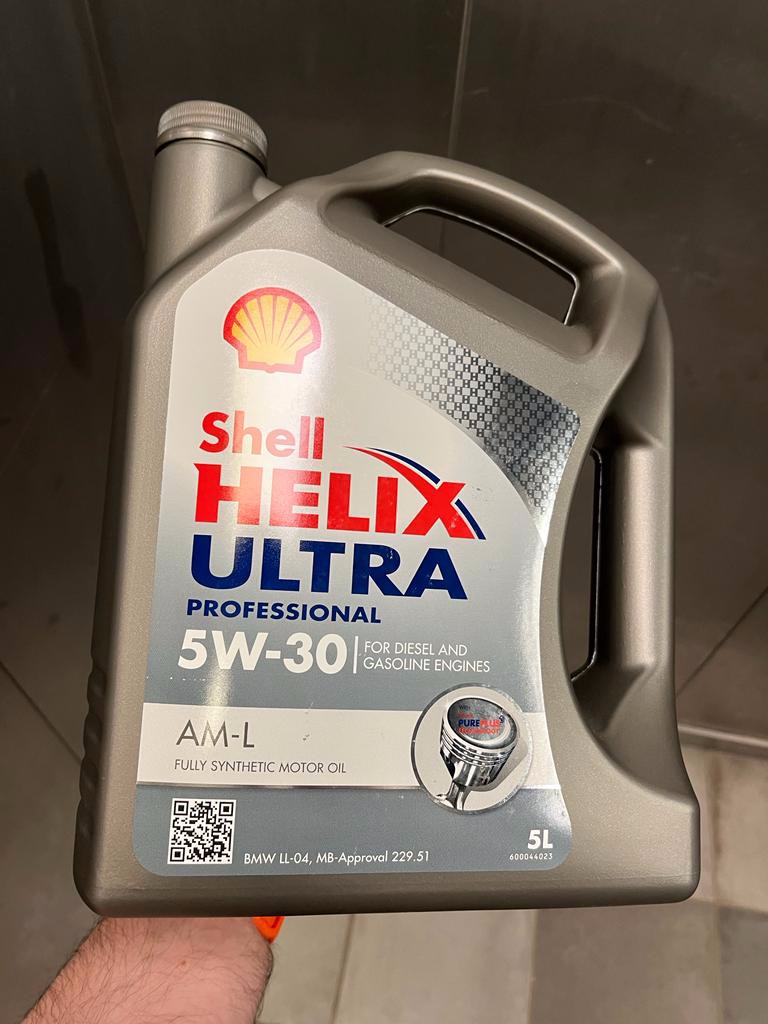 Shell
HELIX
ULTRA
PROFESSIONAL
5W-30
FOR DIESEL AND
GASOLINE ENGINES
AM-L
FULLY SYNTHETIC MOTOR OIL
With
PUREPLUS
BMW LL-04, MB-Approval 229.51
5L
600044023